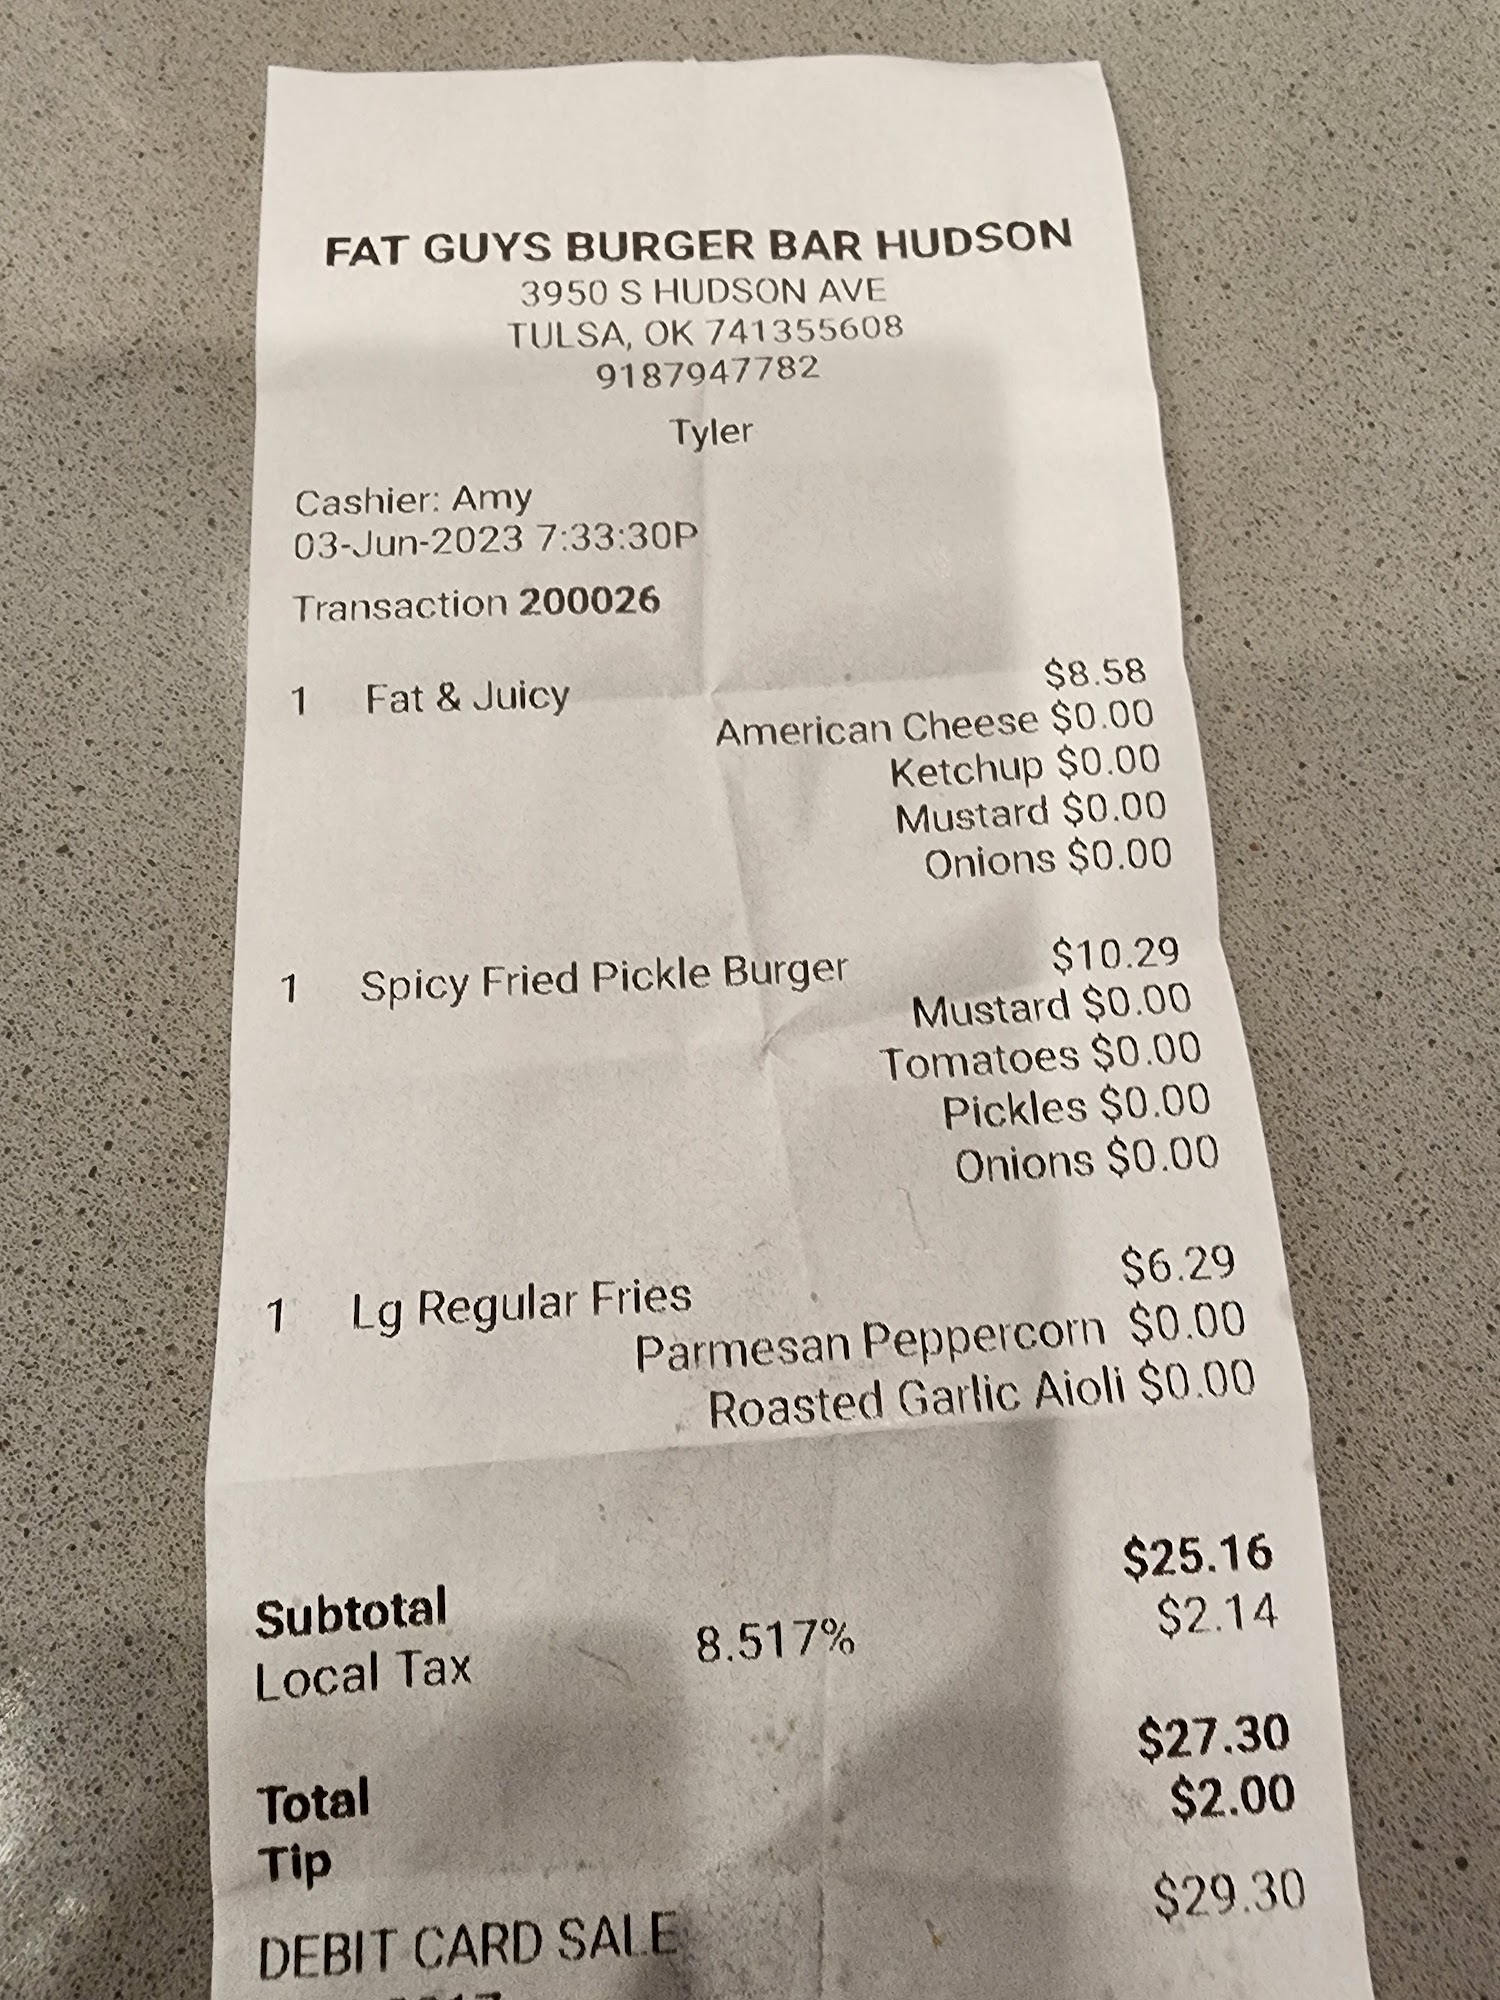 FAT GUYS BURGER BAR HUDSON
3950 S HUDSON AVE
TULSA, OK 741355608
9187947782
Tyler
Cashier: Amy
03-Jun-2023 7:33:30P
Transaction 200026
1 Fat & Juicy $8.58
American Cheese $0.00
Ketchup $0.00
Mustard $0.00
Onions $0.00
1 Spicy Fried Pickle Burger $10.29
Mustard $0.00
Tomatoes $0.00
Pickles $0.00
Onions $0.00
1 Lg Regular Fries $6.29
Parmesan Peppercorn $0.00
Roasted Garlic Aioli $0.00
Subtotal $25.16
Local Tax 8.517% $2.14
Total $27.30
Tip $2.00
DEBIT CARD SALE $29.30